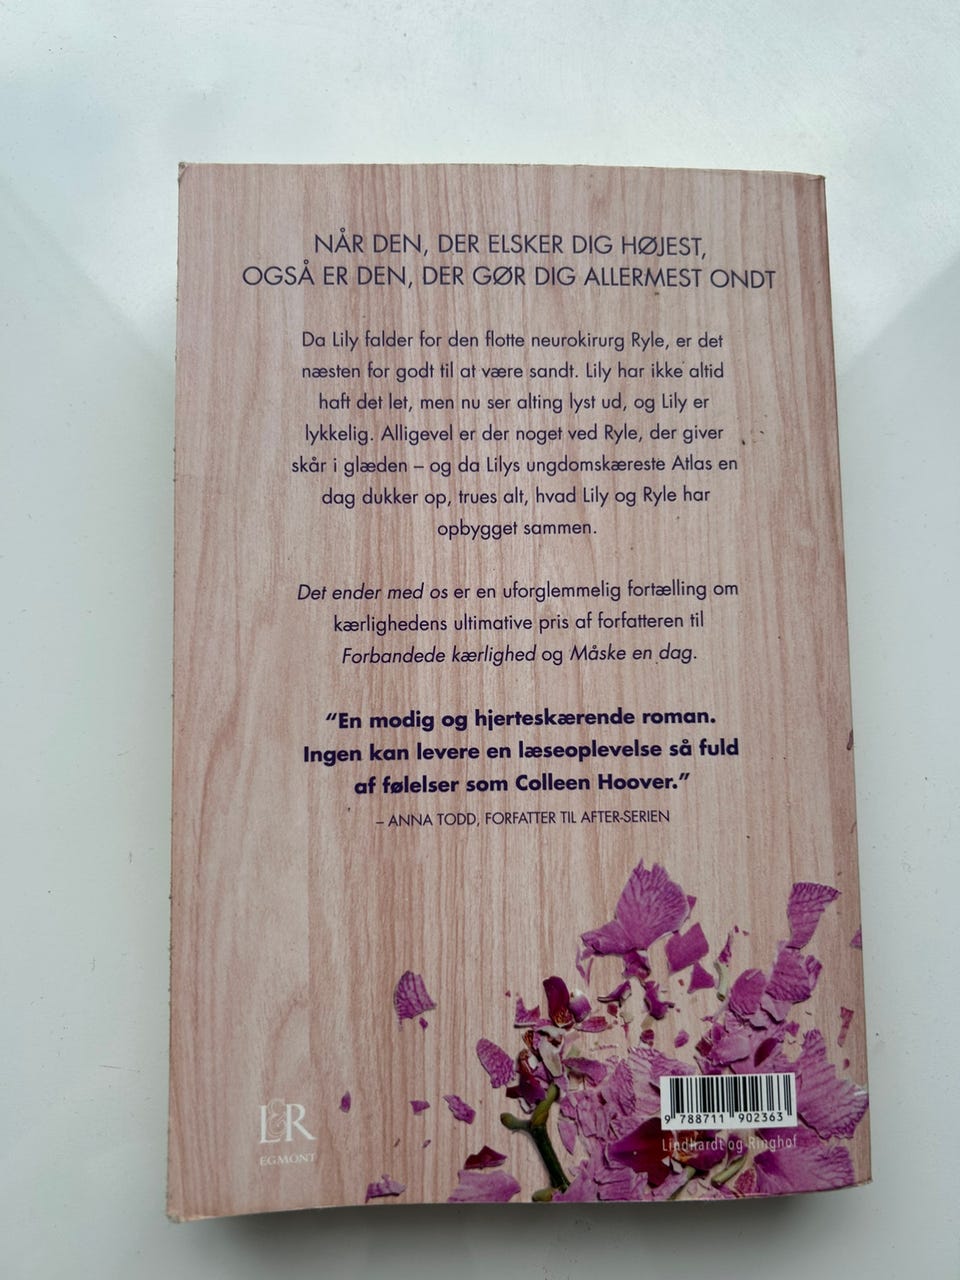 NÅR DEN, DER ELSKER DIG HØJEST,
OGSÅ ER DEN, DER GØR DIG ALLERMEST ONDT
Da Lily falder for den flotte neurokirurg Ryle, er det
næsten for godt til at være sandt. Lily har ikke altid
haft det let, men nu ser alting lyst ud, og Lily er
lykkelig. Alligevel er der noget ved Ryle, der giver
skår i glæden – og da Lilys ungdomskæreste Atlas en
dag dukker op, trues alt, hvad Lily og Ryle har
opbygget sammen.
Det ender med os er en uforglemmelig fortælling om
kærlighedens ultimative pris af forfatteren til
Forbandede kærlighed og Måske en dag.
“En modig og hjerteskærende roman.
Ingen kan levere en læseoplevelse så fuld
af følelser som Colleen Hoover.”
– ANNA TODD, FORFATTER TIL AFTER-SERIEN
L&R
EGMONT
9 788711 902363
Lindhardt og Ringhof